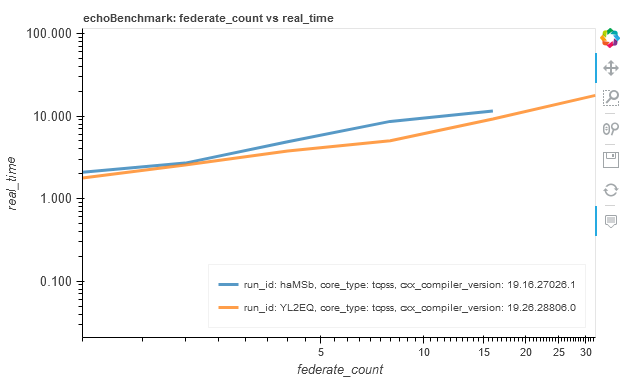 echoBenchmark: federate_count vs real_time
100.000
10.000
1.000
0.100
real_time
run_id: haMSb, core_type: tcpss, cxx_compiler_version: 19.16.27026.1
run_id: YL2EQ, core_type: tcpss, cxx_compiler_version: 19.26.28806.0
5
10
15
20
25
30
federate_count